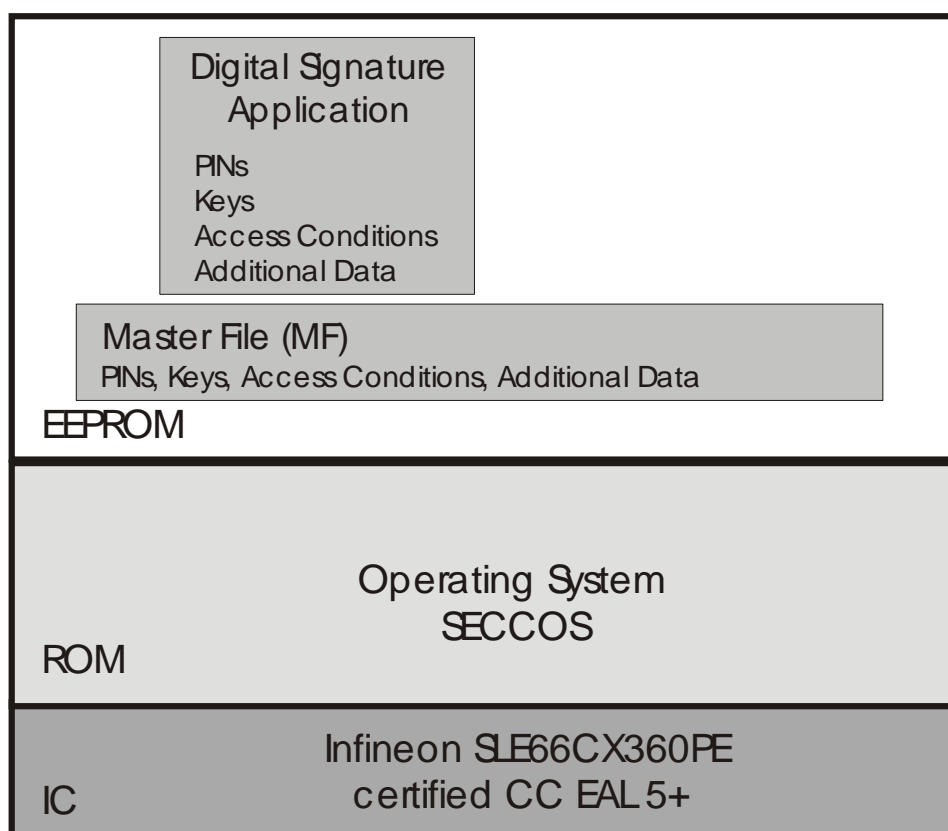 Digital Signature
Application
PINs
Keys
Access Conditions
Additional Data
Master File (MF)
PINs, Keys, Access Conditions, Additional Data
EEPROM
Operating System
SECCOS
ROM
Infineon SLE66CX360PE
certified CC EAL 5+
IC